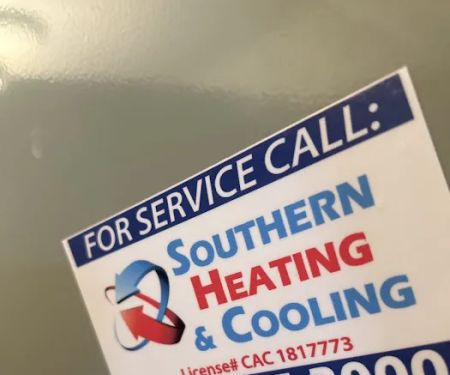 FOR SERVICE CALL:
SOUTHERN
HEATING
& COOLING
License# CAC 1817773